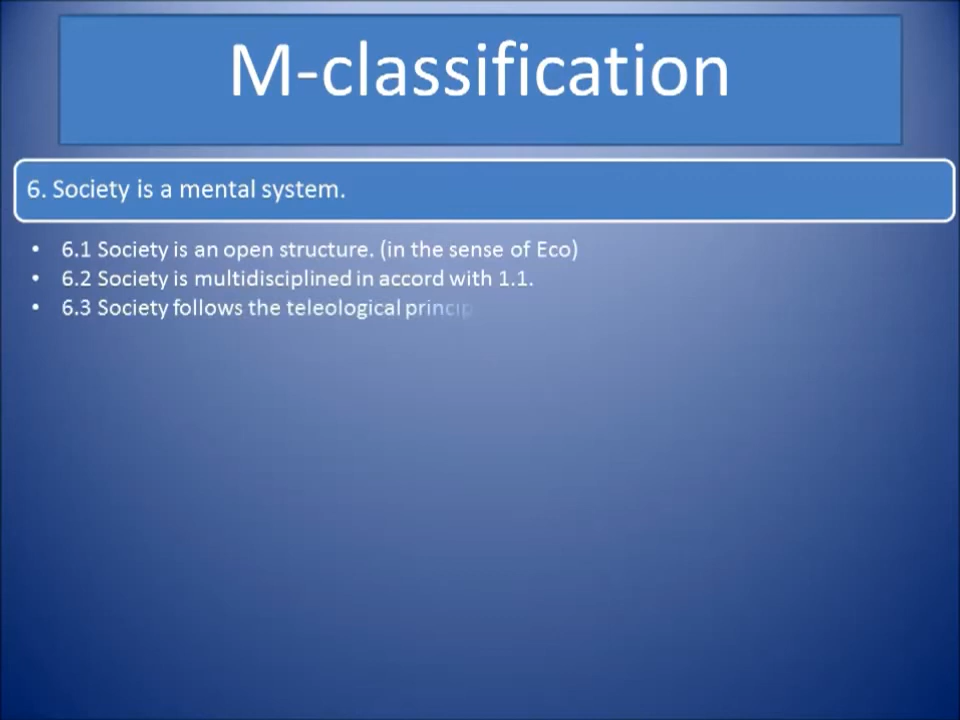 M-classification
6. Society is a mental system.
• 6.1 Society is an open structure. (in the sense of Eco)
• 6.2 Society is multidisciplined in accord with 1.1.
• 6.3 Society follows the teleological princip